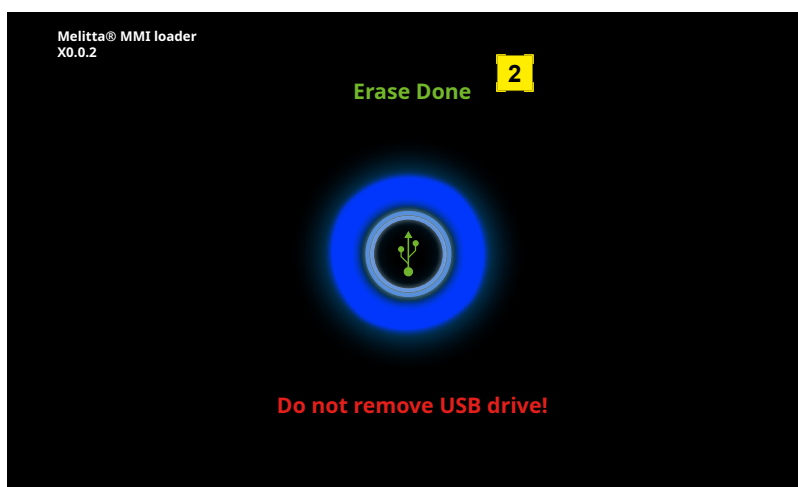 Melitta® MMI loader
X0.0.2
2
Erase Done
Do not remove USB drive!